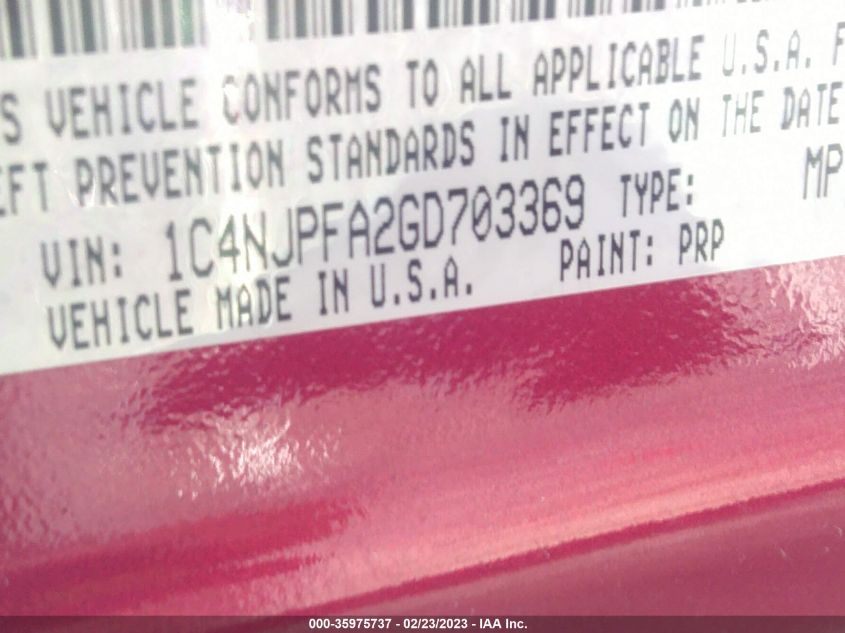 S VEHICLE CONFORMS TO ALL APPLICABLE U.S.A. F
EFT PREVENTION STANDARDS IN EFFECT ON THE DATE
VIN: 1C4NJPFA2GD703369 TYPE: MP
VEHICLE MADE IN U.S.A. PAINT: PRP
000-35975737 - 02/23/2023 - IAA Inc.